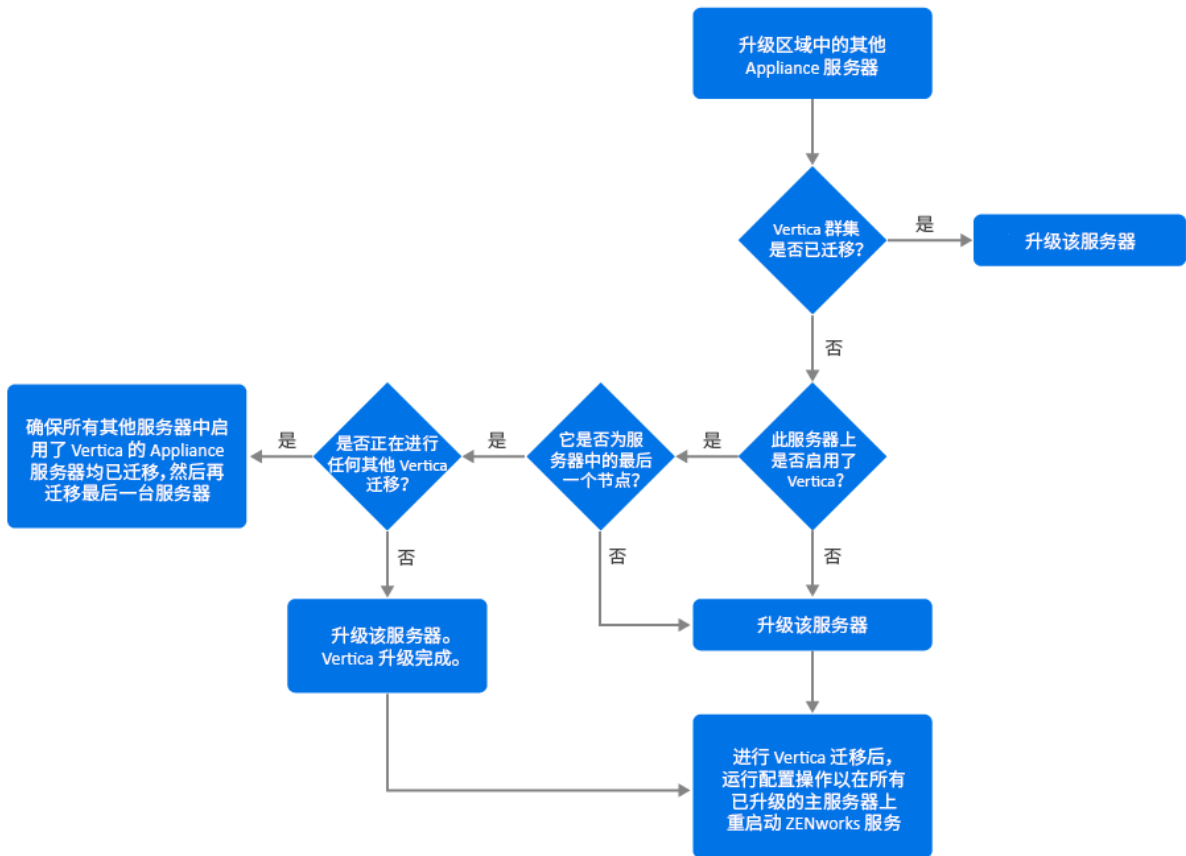 升级区域中的其他
Appliance 服务器
Vertica 群集
是否已迁移？
是
升级该服务器
否
此服务器上
是否启用了
Vertica？
是
它是否为服
务器中的最后
一个节点？
是
是否正在进行
任何其他 Vertica
迁移？
是
确保所有其他服务器中启
用了 Vertica 的 Appliance
服务器均已迁移，然后再
迁移最后一台服务器
否
否
否
升级该服务器。
Vertica 升级完成。
升级该服务器
进行 Vertica 迁移后，
运行配置操作以在所有
已升级的主服务器上
重启动 ZENworks 服务